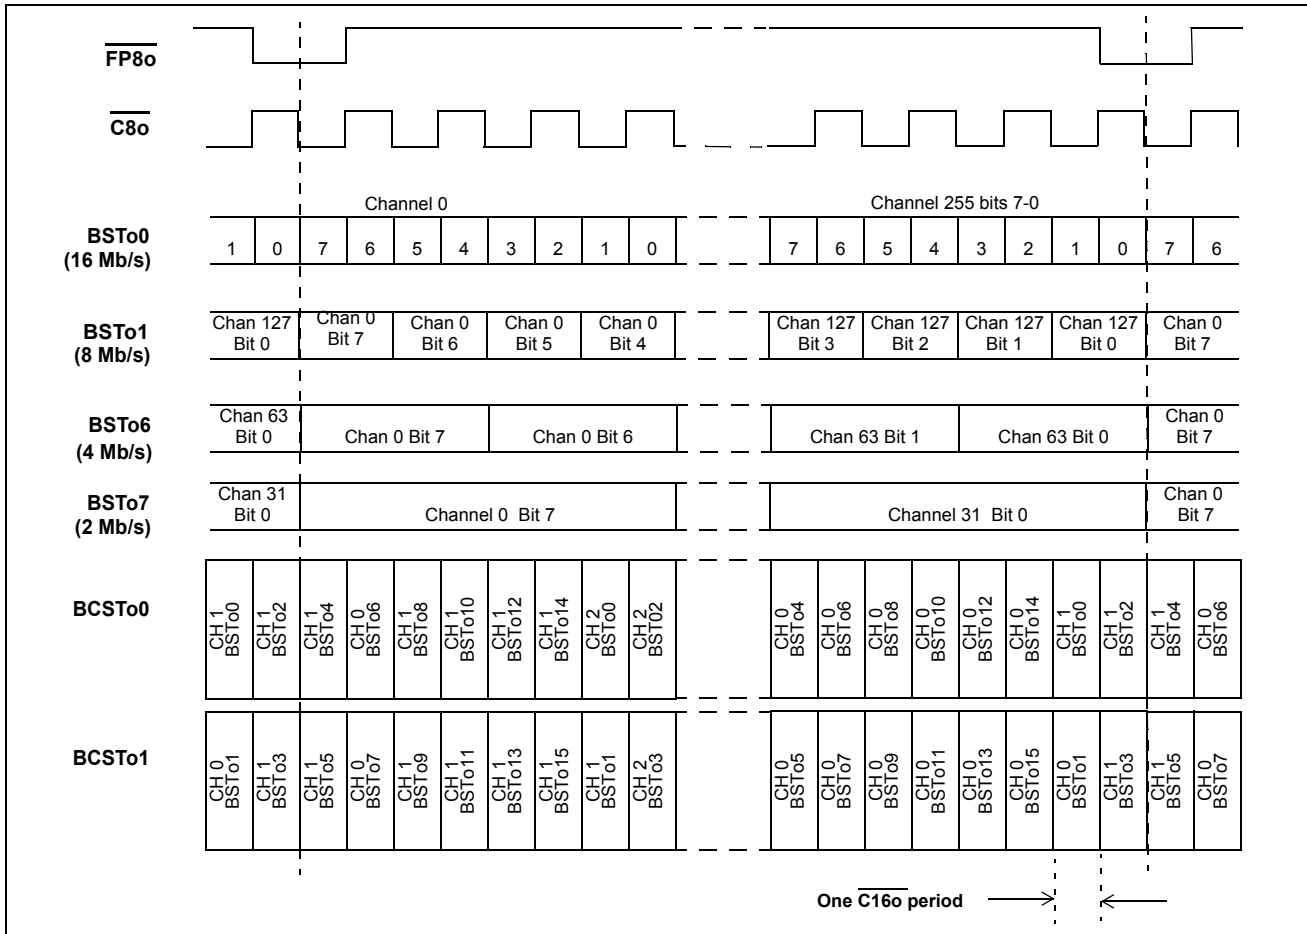 FP8o
C8o
Channel 0
Channel 255 bits 7-0
BSTo0
(16 Mb/s)
1 0 7 6 5 4 3 2 1 0 7 6 5 4 3 2 1 0 7 6
BSTo1
(8 Mb/s)
Chan 127 Bit 0
Chan 0 Bit 7
Chan 0 Bit 6
Chan 0 Bit 5
Chan 0 Bit 4
Chan 127 Bit 3
Chan 127 Bit 2
Chan 127 Bit 1
Chan 127 Bit 0
Chan 0 Bit 7
BSTo6
(4 Mb/s)
Chan 63 Bit 0
Chan 0 Bit 7
Chan 0 Bit 6
Chan 63 Bit 1
Chan 63 Bit 0
Chan 0 Bit 7
BSTo7
(2 Mb/s)
Chan 31 Bit 0
Channel 0 Bit 7
Channel 31 Bit 0
Chan 0 Bit 7
BCSTo0
CH 1 BSTo0
CH 1 BSTo2
CH 1 BSTo4
CH 0 BSTo6
CH 1 BSTo8
CH 1 BSTo10
CH 1 BSTo12
CH 1 BSTo14
CH 2 BSTo0
CH 2 BST02
CH 0 BSTo4
CH 0 BSTo6
CH 0 BSTo8
CH 0 BSTo10
CH 0 BSTo12
CH 0 BSTo14
CH 1 BSTo0
CH 1 BSTo2
CH 1 BSTo4
CH 0 BSTo6
BCSTo1
CH 0 BSTo1
CH 1 BSTo3
CH 1 BSTo5
CH 0 BSTo7
CH 1 BSTo9
CH 1 BSTo11
CH 1 BSTo13
CH 1 BSTo15
CH 1 BSTo1
CH 2 BSTo3
CH 0 BSTo5
CH 0 BSTo7
CH 0 BSTo9
CH 0 BSTo11
CH 0 BSTo13
CH 0 BSTo15
CH 0 BSTo1
CH 1 BSTo3
CH 1 BSTo5
CH 0 BSTo7
One C16o period